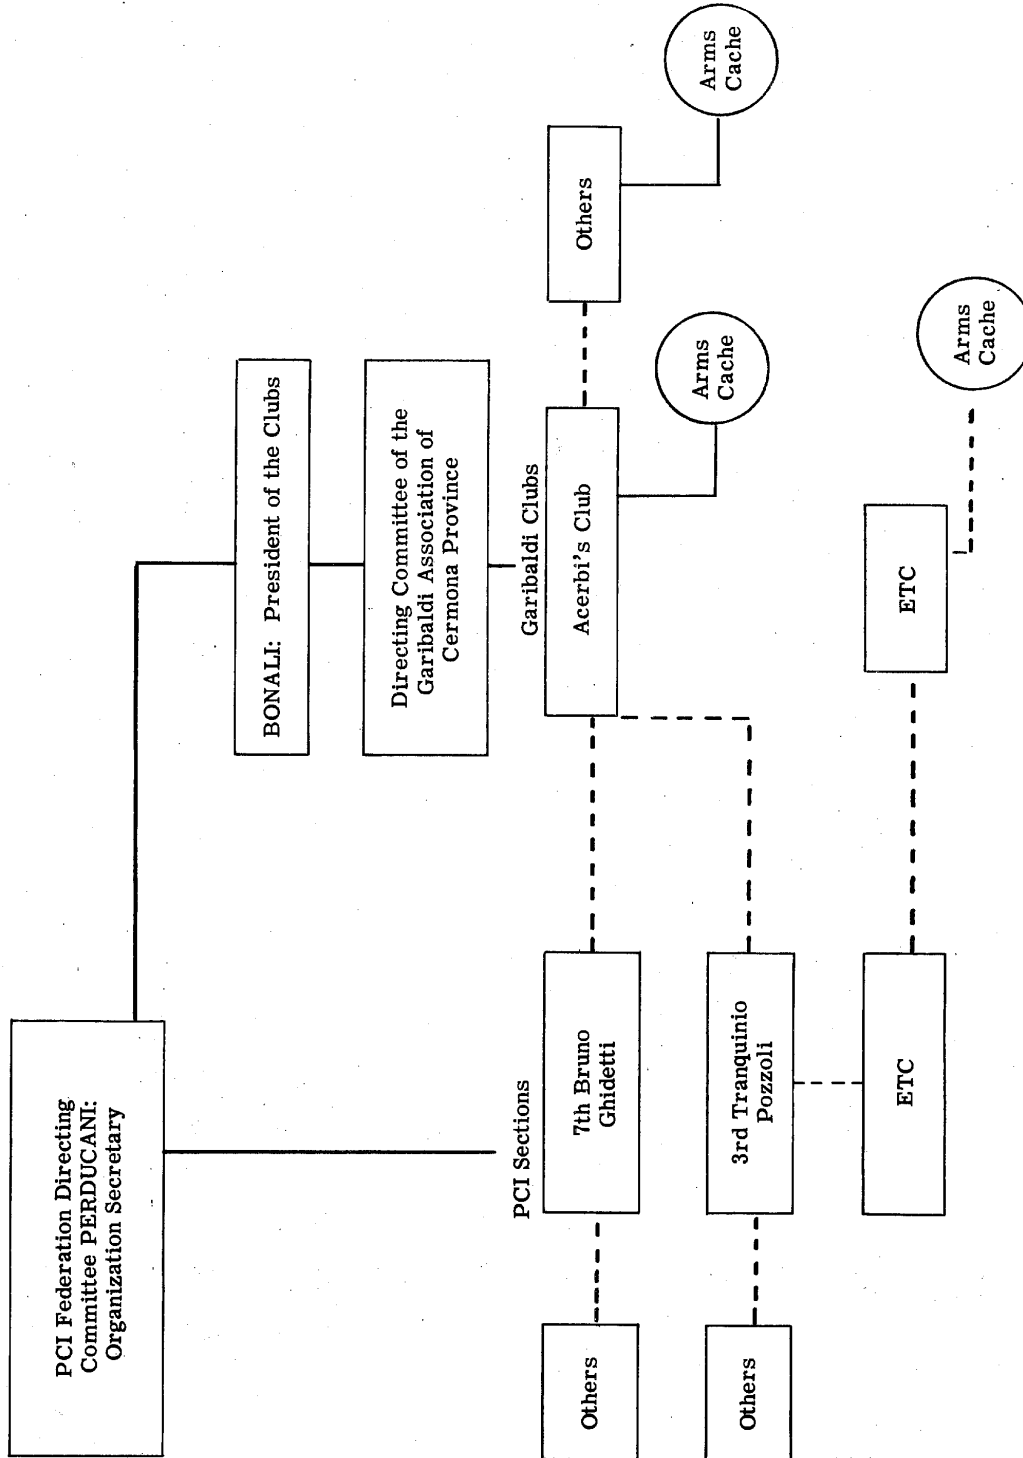 PCI Federation Directing
Committee PERDUCANI:
Organization Secretary
BONALI: President of the Clubs
Directing Committee of the
Garibaldi Association of
Cermona Province
PCI Sections
Garibaldi Clubs
Others
7th Bruno
Ghidetti
Acerbi's Club
Others
Arms
Cache
Arms
Cache
Others
3rd Tranquinio
Pozzoli
ETC
ETC
Arms
Cache